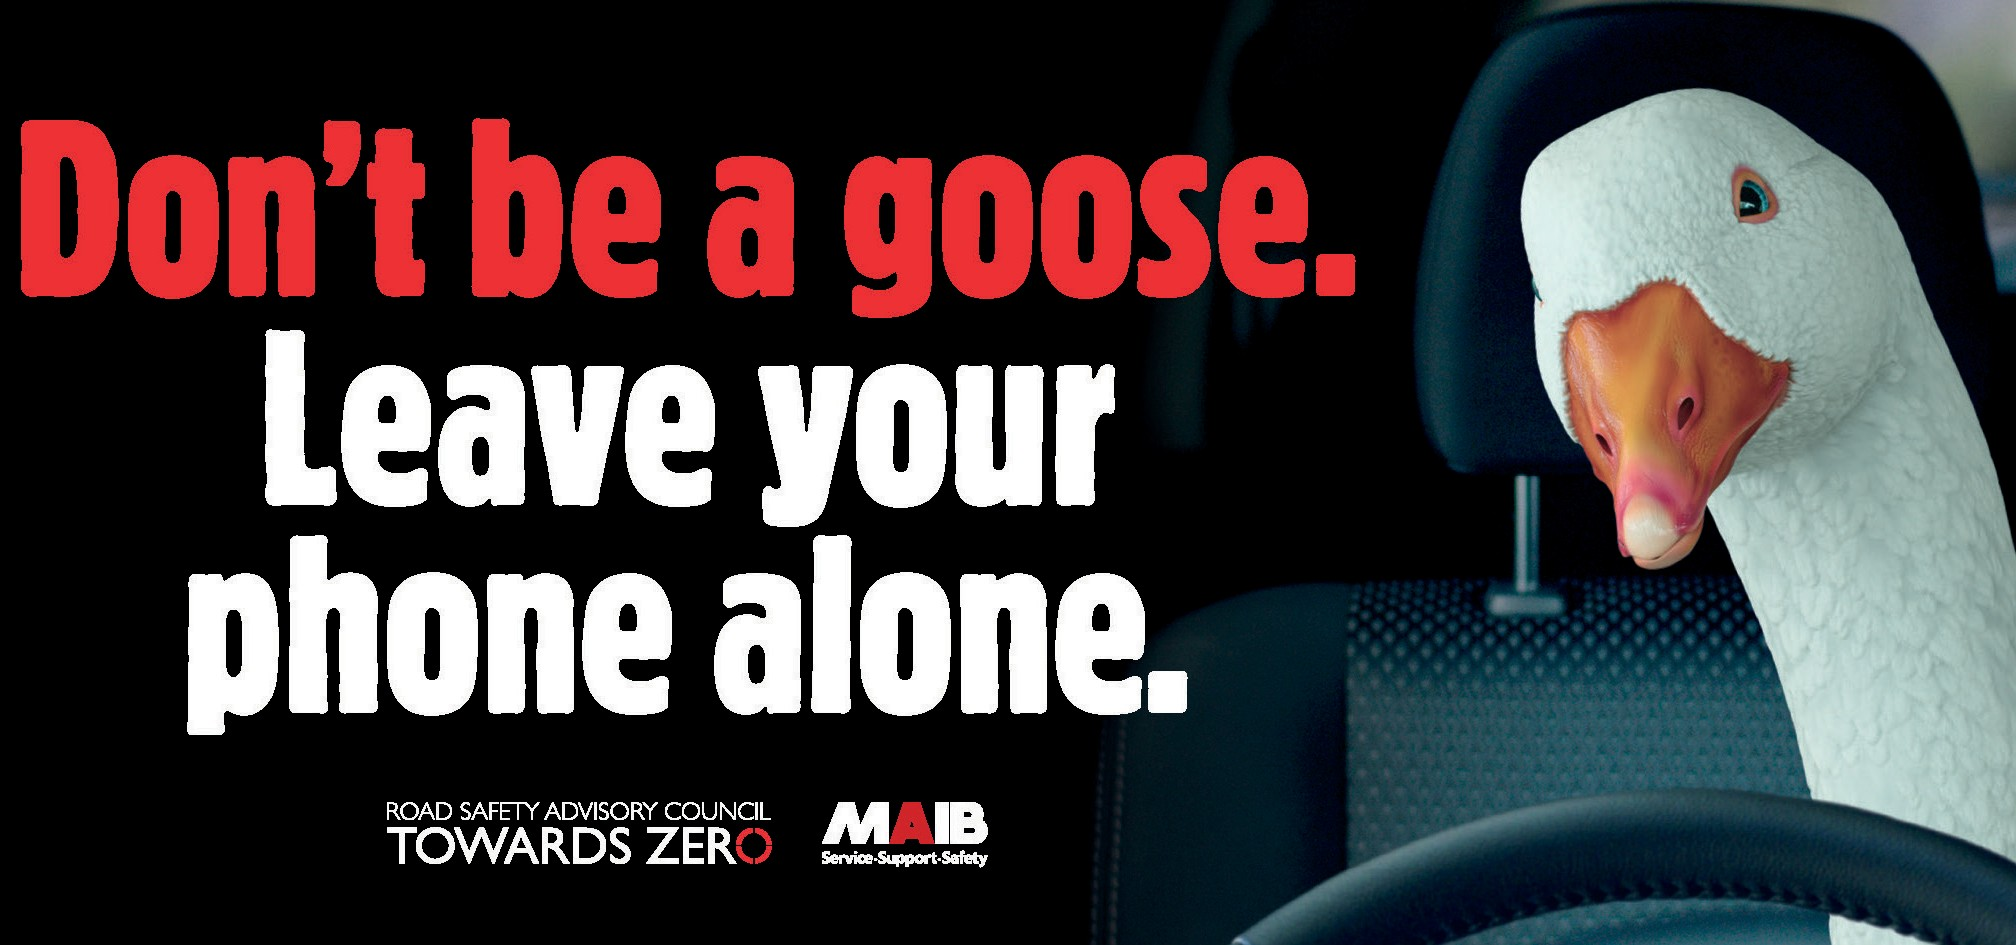 Don't be a goose.
Leave your
phone alone.
ROAD SAFETY ADVISORY COUNCIL
TOWARDS ZERO
MAIB
Service-Support-Safety